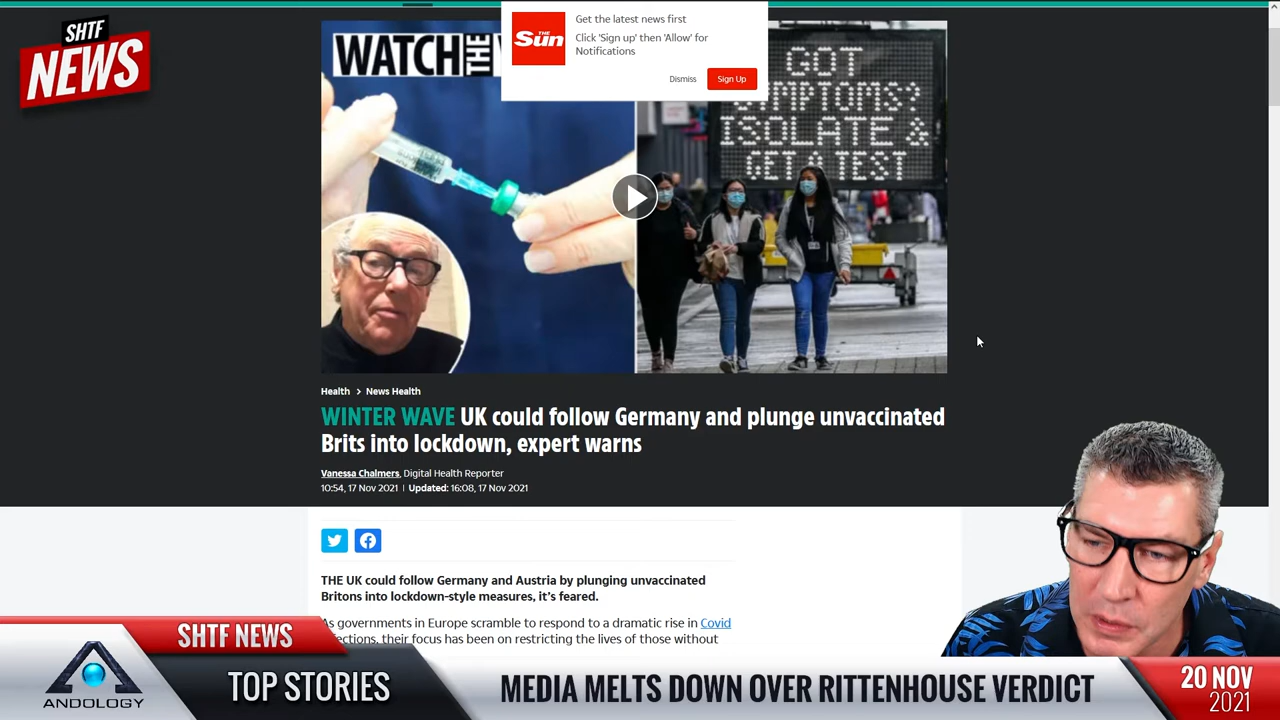 SHTF
NEWS
WATCH THE
Get the latest news first
THE
Sun
Click 'Sign up' then 'Allow' for
Notifications
Dismiss
Sign Up
GOT
SYMPTOMS?
ISOLATE &
GET A TEST
Health > News Health
WINTER WAVE UK could follow Germany and plunge unvaccinated
Brits into lockdown, expert warns
Vanessa Chalmers, Digital Health Reporter
10:54, 17 Nov 2021 | Updated: 16:08, 17 Nov 2021
THE UK could follow Germany and Austria by plunging unvaccinated
Britons into lockdown-style measures, it's feared.
As governments in Europe scramble to respond to a dramatic rise in Covid
their focus has been on restricting the lives of those without
SHTF NEWS
ANDOLOGY
TOP STORIES
MEDIA MELTS DOWN OVER RITTENHOUSE VERDICT
20 NOV
2021